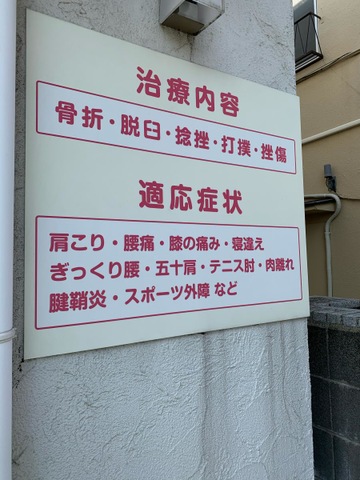 治療内容
骨折・脱臼・捻挫・打撲・挫傷
適応症状
肩こり・腰痛・膝の痛み・寝違え
ぎっくり腰・五十肩・テニス肘・肉離れ
腱鞘炎・スポーツ外障 など